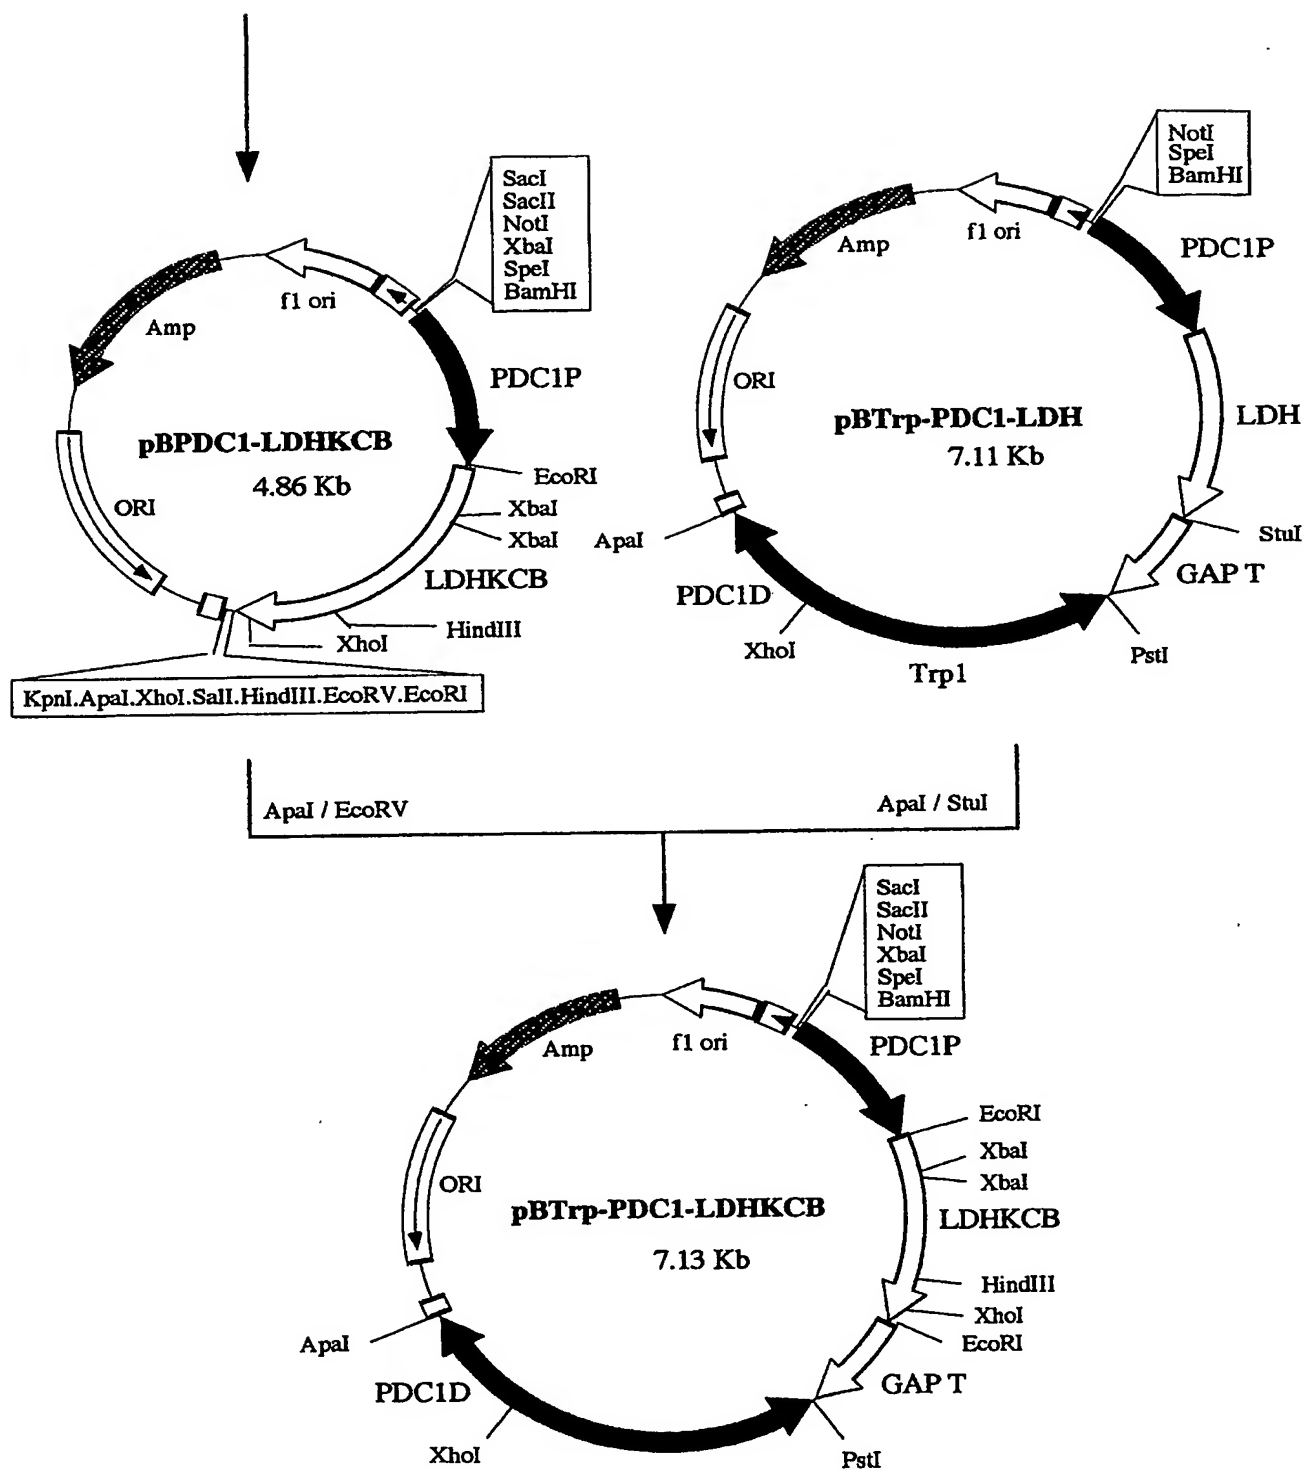 SacI
SacII
NotI
XbaI
SpeI
BamHI
f1 ori
Amp
PDC1P
pBPDC1-LDHKCB
4.86 Kb
EcoRI
XbaI
XbaI
ORI
LDHKCB
HindIII
XhoI
KpnI.ApaI.XhoI.SalI.HindIII.EcoRV.EcoRI
NotI
SpeI
BamHI
f1 ori
Amp
PDC1P
ORI
pBTrp-PDC1-LDH
7.11 Kb
LDH
StuI
ApaI
GAP T
PDC1D
XhoI
Trp1
PstI
ApaI / EcoRV
ApaI / StuI
SacI
SacII
NotI
XbaI
SpeI
BamHI
f1 ori
Amp
PDC1P
EcoRI
XbaI
XbaI
ORI
pBTrp-PDC1-LDHKCB
7.13 Kb
LDHKCB
HindIII
XhoI
EcoRI
ApaI
GAP T
PDC1D
XhoI
PstI